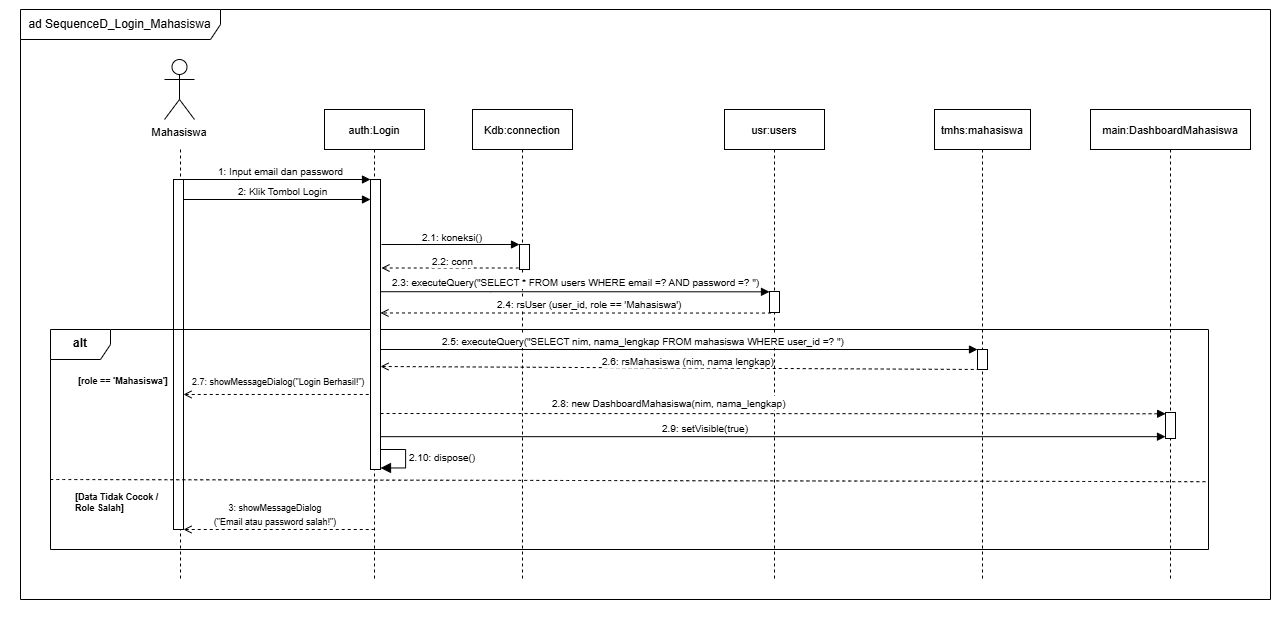 ad SequenceD_Login_Mahasiswa
Mahasiswa
auth:Login
Kdb:connection
usr:users
tmhs:mahasiswa
main:DashboardMahasiswa
1: Input email dan password
2: Klik Tombol Login
2.1: koneksi()
2.2: conn
2.3: executeQuery("SELECT * FROM users WHERE email =? AND password =? ")
2.4: rsUser (user_id, role == 'Mahasiswa')
alt
2.5: executeQuery("SELECT nim, nama_lengkap FROM mahasiswa WHERE user_id =? ")
2.6: rsMahasiswa (nim, nama lengkap)
[role == 'Mahasiswa']
2.7: showMessageDialog("Login Berhasil!")
2.8: new DashboardMahasiswa(nim, nama_lengkap)
2.9: setVisible(true)
2.10: dispose()
[Data Tidak Cocok /
Role Salah]
3: showMessageDialog
("Email atau password salah!")